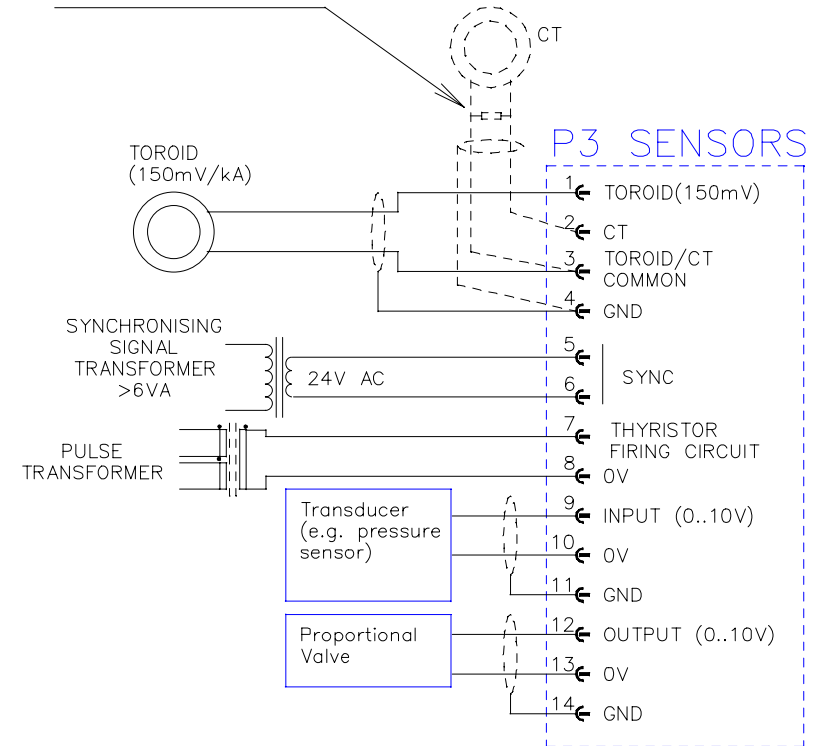 CT
P3 SENSORS
TOROID
(150mV/kA)
1 TOROID(150mV)
2 CT
3 TOROID/CT
COMMON
4 GND
SYNCHRONISING
SIGNAL
TRANSFORMER
>6VA
24V AC
5
6
SYNC
PULSE
TRANSFORMER
7 THYRISTOR
FIRING CIRCUIT
8 0V
Transducer
(e.g. pressure
sensor)
9 INPUT (0..10V)
10 0V
11 GND
Proportional
Valve
12 OUTPUT (0..10V)
13 0V
14 GND